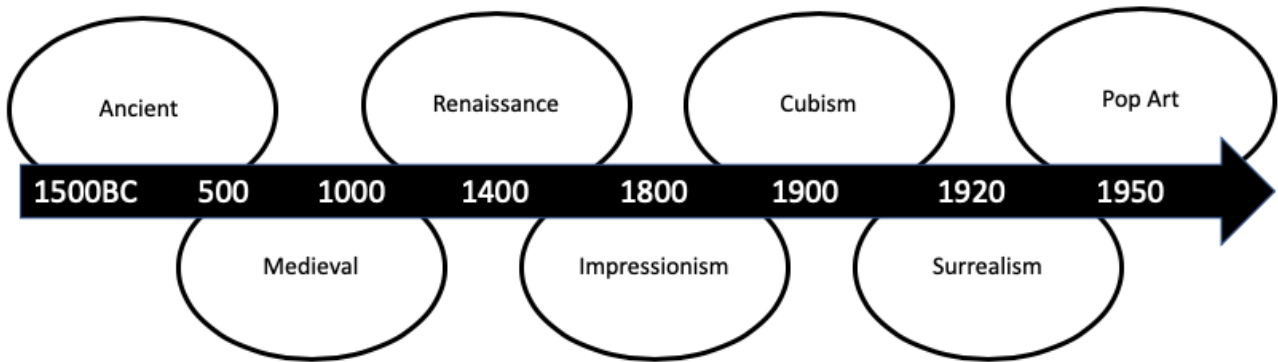 Ancient
Renaissance
Cubism
Pop Art
1500BC 500 1000 1400 1800 1900 1920 1950
Medieval
Impressionism
Surrealism